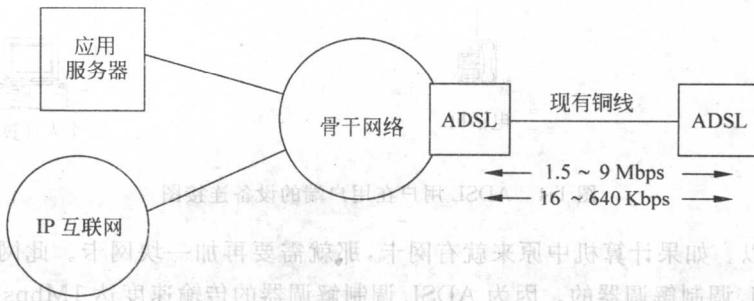 应用
服务器
骨干网络
ADSL
现有铜线
ADSL
1.5 ~ 9 Mbps
16 ~ 640 Kbps
IP 互联网